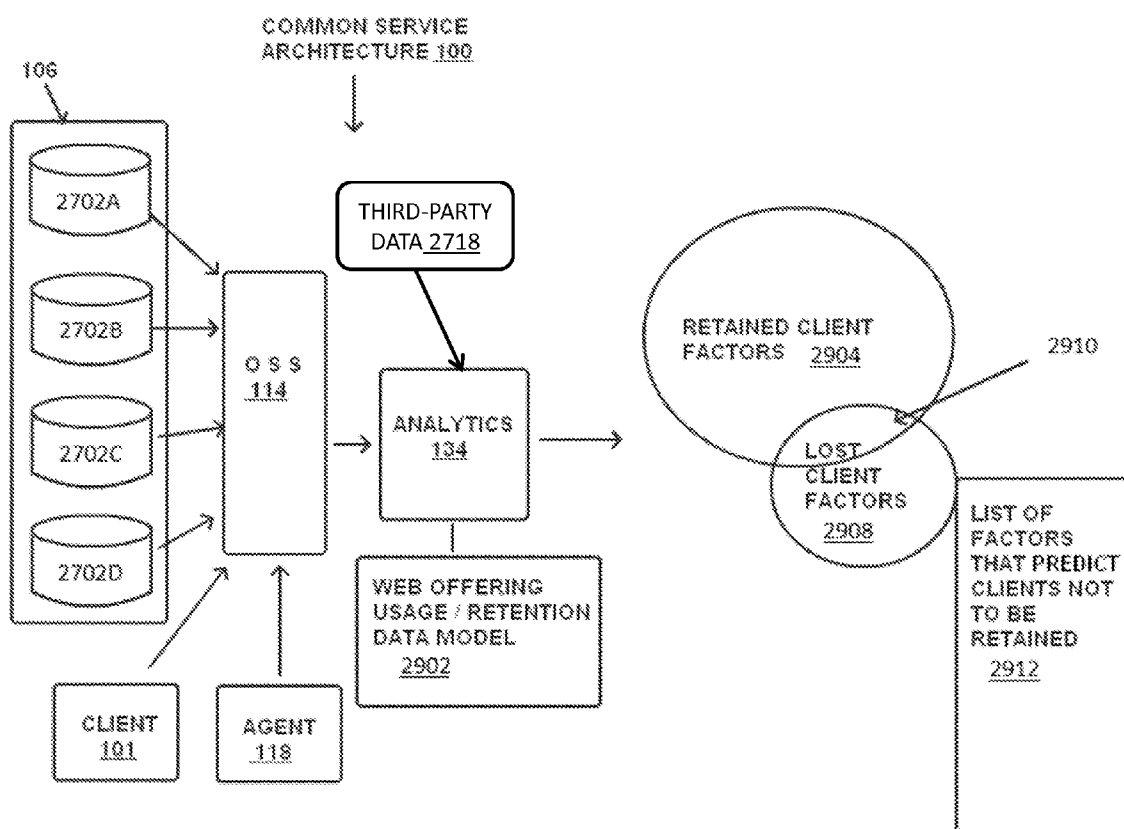 COMMON SERVICE
ARCHITECTURE 100
106
2702A
2702B
2702C
2702D
THIRD-PARTY
DATA 2718
O S S
114
ANALYTICS
134
WEB OFFERING
USAGE / RETENTION
DATA MODEL
2902
CLIENT
101
AGENT
118
RETAINED CLIENT
FACTORS 2904
2910
LOST
CLIENT
FACTORS
2908
LIST OF
FACTORS
THAT PREDICT
CLIENTS NOT
TO BE
RETAINED
2912